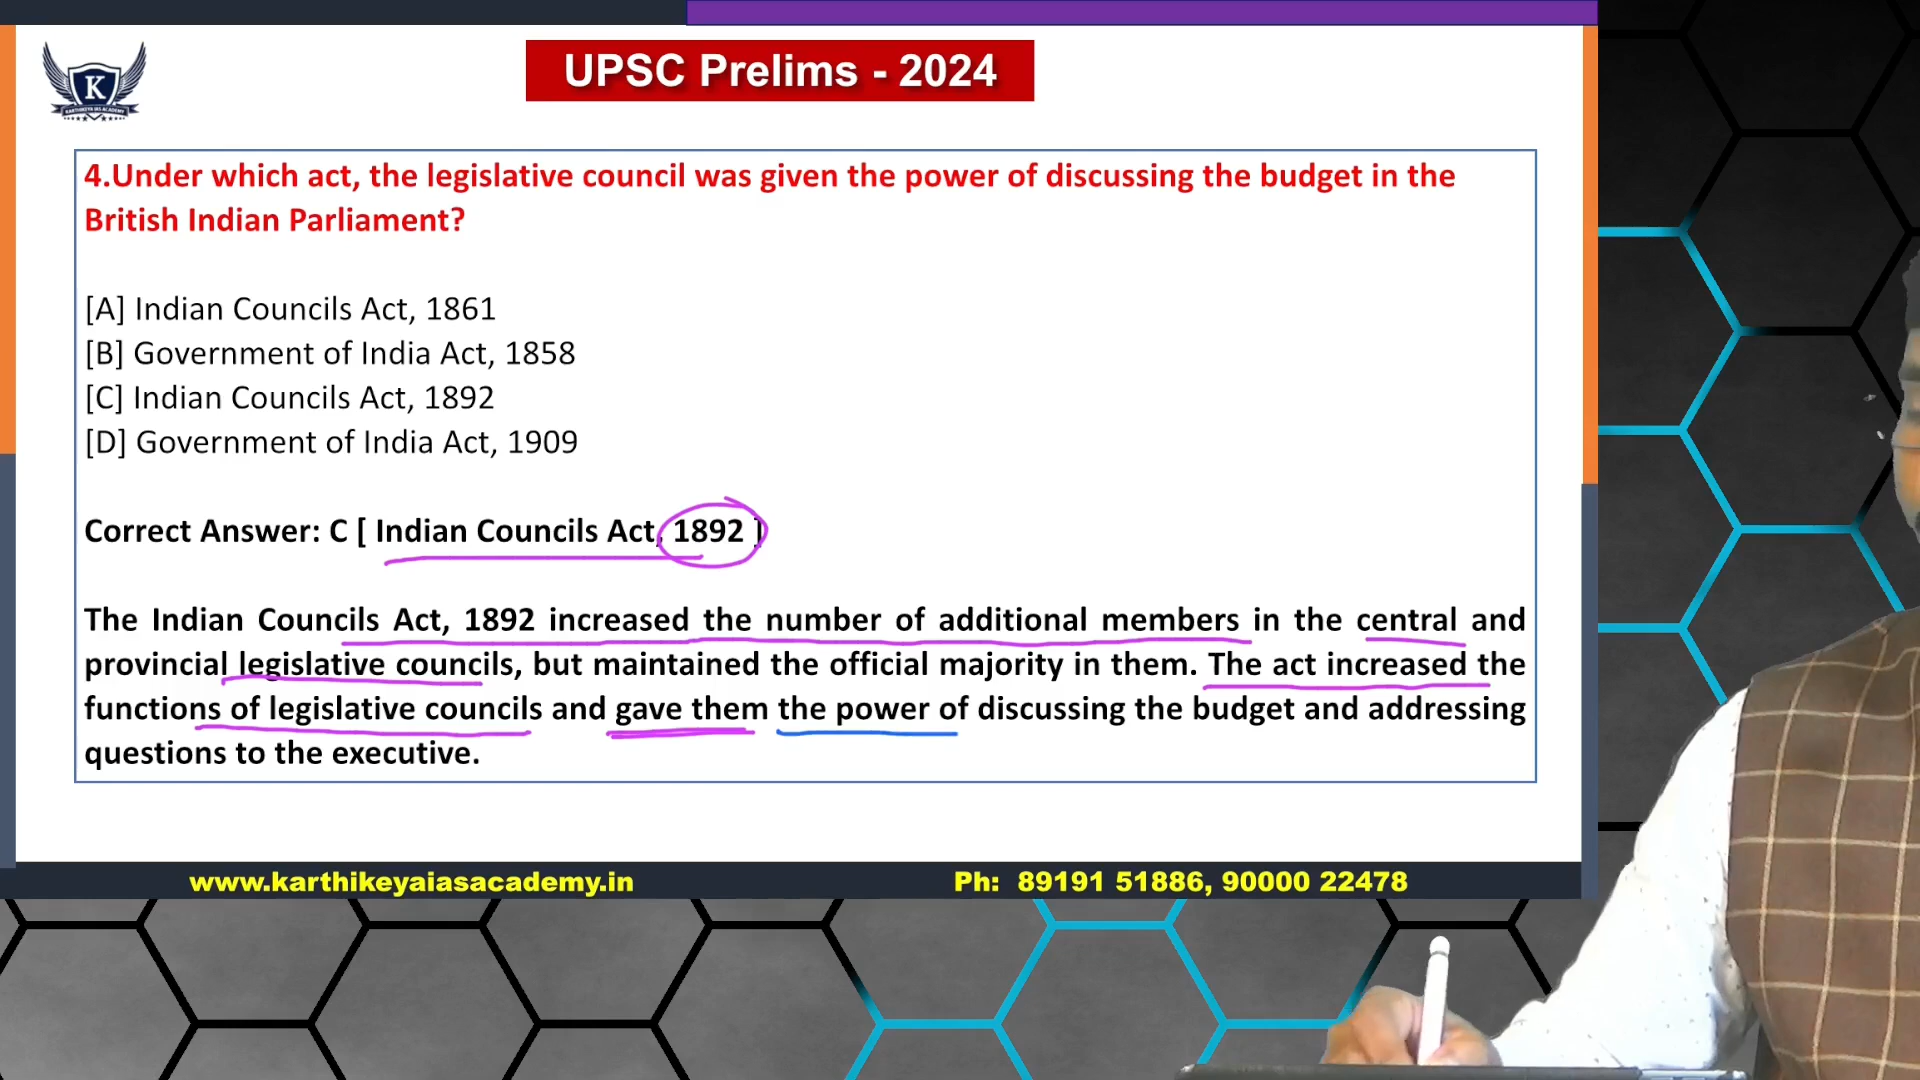 UPSC Prelims - 2024
K
KARTHIKEYA IAS ACADEMY
4.Under which act, the legislative council was given the power of discussing the budget in the
British Indian Parliament?
[A] Indian Councils Act, 1861
[B] Government of India Act, 1858
[C] Indian Councils Act, 1892
[D] Government of India Act, 1909
Correct Answer: C [ Indian Councils Act, 1892 ]
The Indian Councils Act, 1892 increased the number of additional members in the central and
provincial legislative councils, but maintained the official majority in them. The act increased the
functions of legislative councils and gave them the power of discussing the budget and addressing
questions to the executive.
www.karthikeyaiasacademy.in
Ph: 89191 51886, 90000 22478